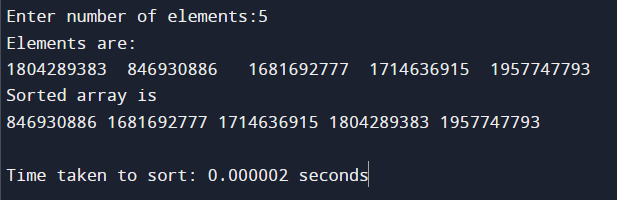 Enter number of elements:5
Elements are:
1804289383  846930886   1681692777  1714636915  1957747793
Sorted array is
846930886 1681692777 1714636915 1804289383 1957747793
Time taken to sort: 0.000002 seconds